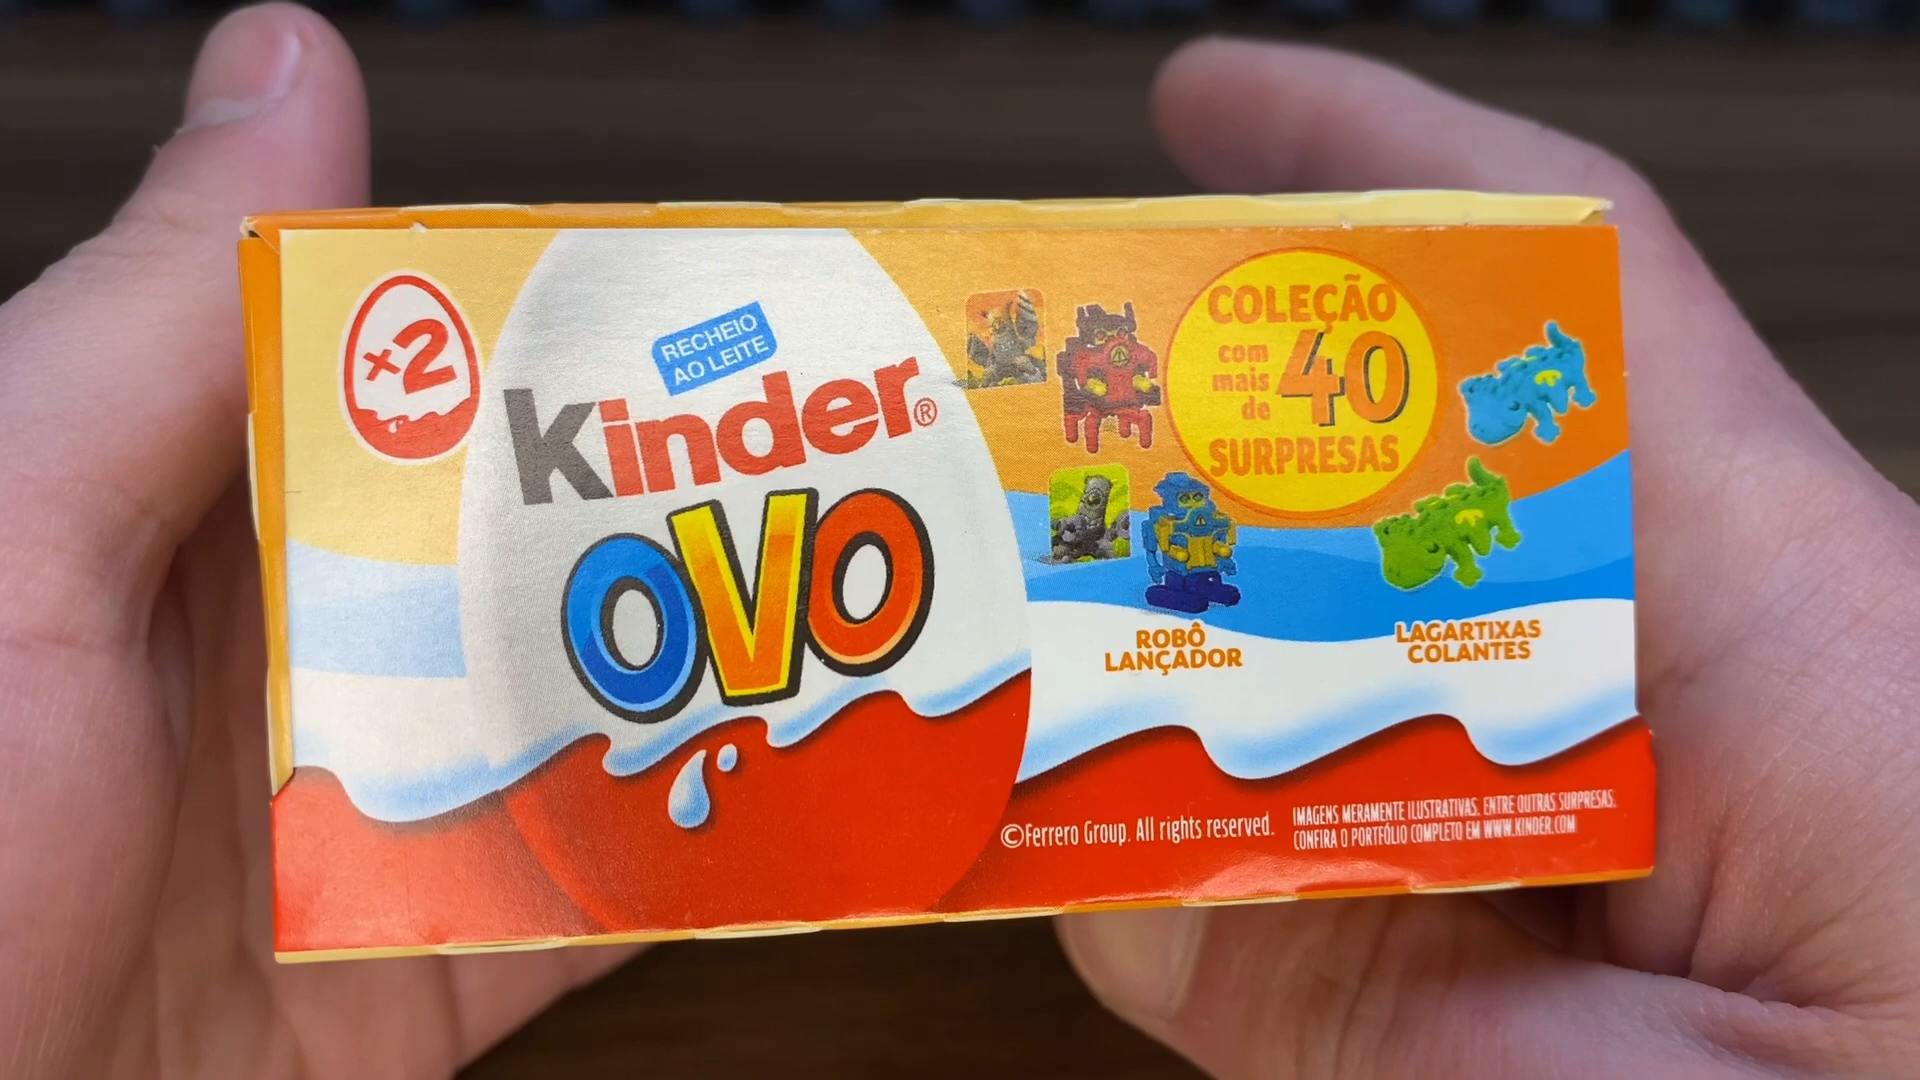 x2
RECHEIO
AO LEITE
Kinder®
OVO
COLEÇÃO
com
mais
de
40
SURPRESAS
ROBÔ
LANÇADOR
LAGARTIXAS
COLANTES
©Ferrero Group. All rights reserved.
IMAGENS MERAMENTE ILUSTRATIVAS. ENTRE OUTRAS SURPRESAS.
CONFIRA O PORTFÓLIO COMPLETO EM WWW.KINDER.COM